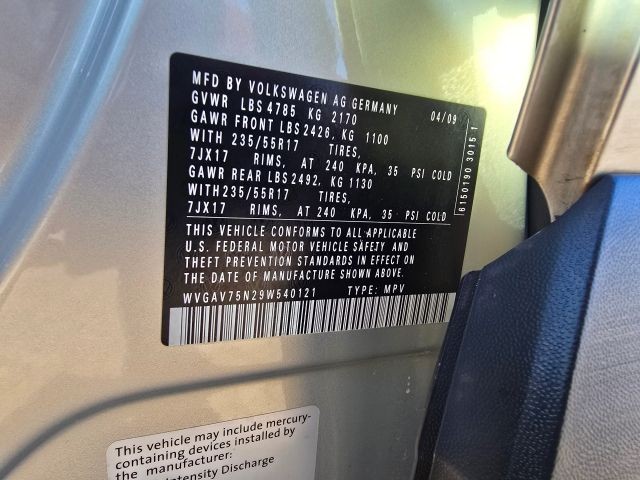 MFD BY VOLKSWAGEN AG GERMANY
GVWR LBS 4785 KG 2170 04/09
GAWR FRONT LBS 2426, KG 1100
WITH 235/55R17 TIRES,
7JX17 RIMS, AT 240 KPA, 35 PSI COLD
GAWR REAR LBS 2492, KG 1130
WITH 235/55R17 TIRES,
7JX17 RIMS, AT 240 KPA, 35 PSI COLD
THIS VEHICLE CONFORMS TO ALL APPLICABLE
U.S. FEDERAL MOTOR VEHICLE SAFETY AND
THEFT PREVENTION STANDARDS IN EFFECT ON
THE DATE OF MANUFACTURE SHOWN ABOVE.
WVGAV75N29W540121 TYPE: MPV
6150190 3015 1
This vehicle may include mercury-
containing devices installed by
the manufacturer:
Intensity Discharge